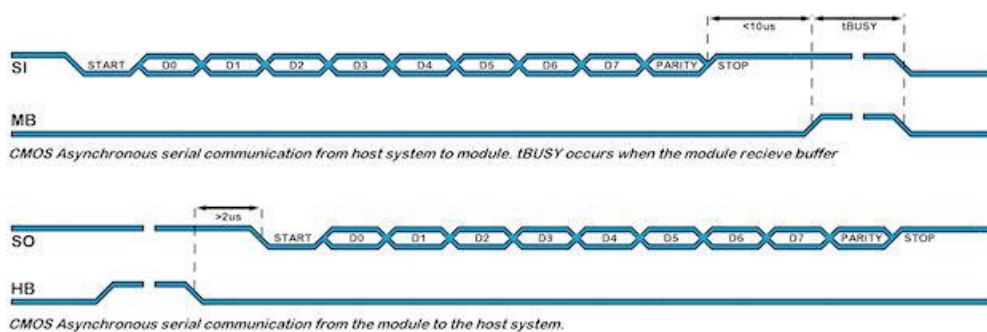 <10us tBUSY
SI START D0 D1 D2 D3 D4 D5 D6 D7 PARITY STOP
MB
CMOS Asynchronous serial communication from host system to module. tBUSY occurs when the module recieve buffer
>2us
SO START D0 D1 D2 D3 D4 D5 D6 D7 PARITY STOP
HB
CMOS Asynchronous serial communication from the module to the host system.